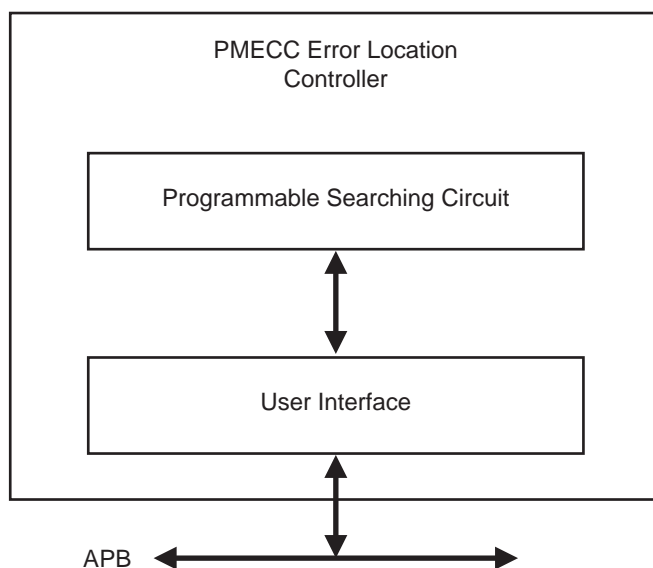 PMECC Error Location
Controller
Programmable Searching Circuit
User Interface
APB